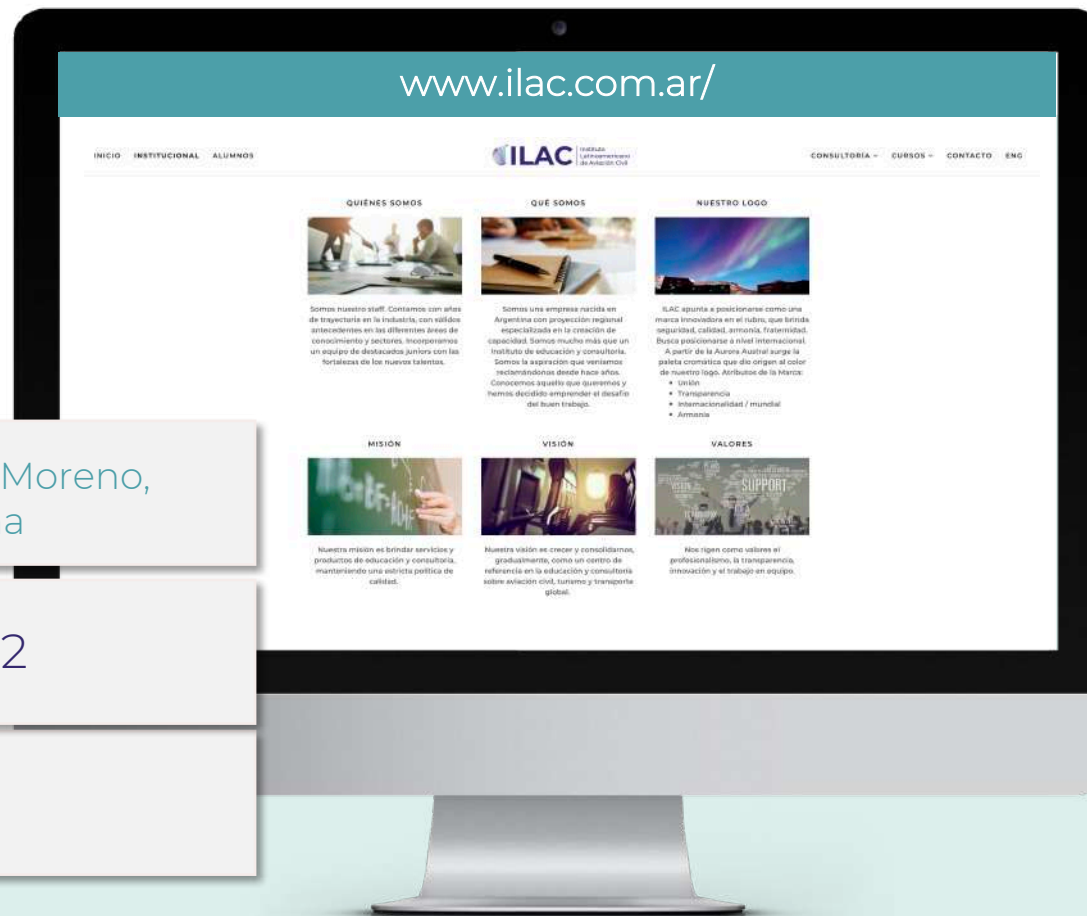 www.ilac.com.ar/
INICIO INSTITUCIONAL ALUMNOS
ILAC Instituto
Latinoamericano
de Aviación Civil
CONSULTORÍA CURSOS CONTACTO ENG
QUIÉNES SOMOS
Somos nuestro staff. Contamos con años
de trayectoria en la industria, con sólidos
antecedentes en las diferentes áreas de
conocimiento y sectores. Incorporamos
un equipo de destacados juniors con las
fortalezas de los nuevos talentos.
QUÉ SOMOS
Somos una empresa nacida en
Argentina con proyección regional
especializada en la creación de
capacidad. Somos mucho más que un
Instituto de educación y consultoría.
Somos la aspiración que veníamos
reclamándonos desde hace años.
Conocemos aquello que queremos y
hemos decidido emprender el desafío
del buen trabajo.
NUESTRO LOGO
ILAC apunta a posicionarse como una
marca innovadora en el rubro, que brinda
seguridad, calidad, armonía, fraternidad.
Busca posicionarse a nivel internacional.
A partir de la Aurora Austral surge la
paleta cromática que dio origen al color
de nuestro logo. Atributos de la Marca:
• Unión
• Transparencia
• Internacionalidad / mundial
• Armonía
MISIÓN
Nuestra misión es brindar servicios y
productos de educación y consultoría,
manteniendo una estricta política de
calidad.
VISIÓN
Nuestra visión es crecer y consolidarnos,
gradualmente, como un centro de
referencia en la educación y consultoría
sobre aviación civil, turismo y transporte
global.
VALORES
SUPPORT
Nos rigen como valores el
profesionalismo, la transparencia,
innovación y el trabajo en equipo.
Moreno,
a
2